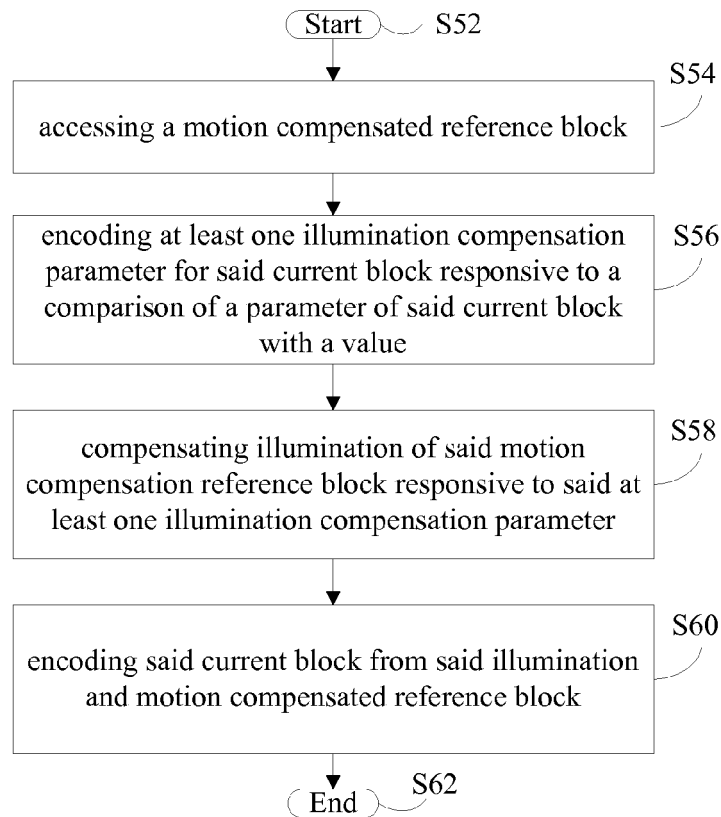 Start
S52
S54
accessing a motion compensated reference block
S56
encoding at least one illumination compensation
parameter for said current block responsive to a
comparison of a parameter of said current block
with a value
S58
compensating illumination of said motion
compensation reference block responsive to said at
least one illumination compensation parameter
S60
encoding said current block from said illumination
and motion compensated reference block
End
S62